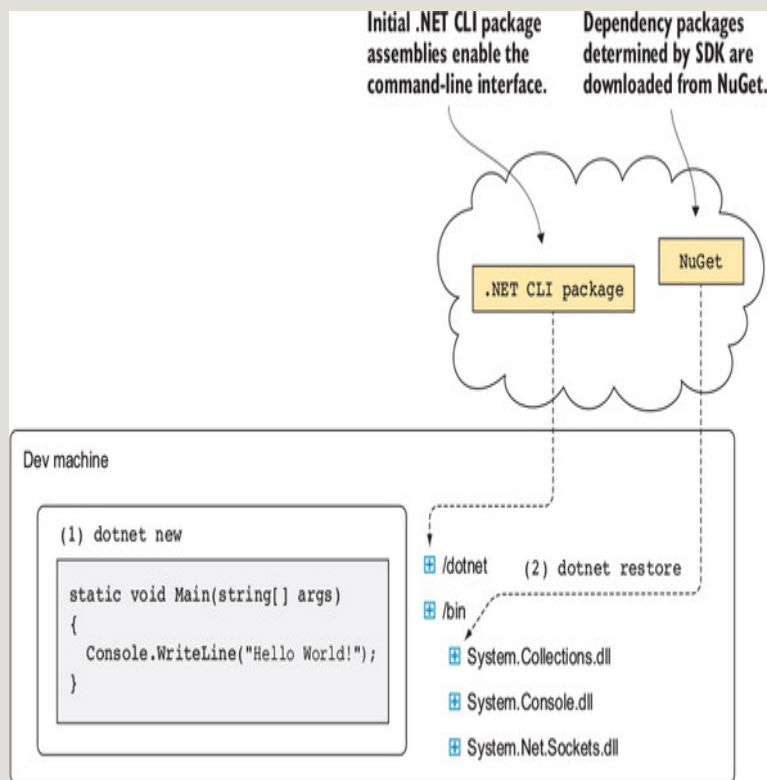 Initial .NET CLI package
assemblies enable the
command-line interface.
Dependency packages
determined by SDK are
downloaded from NuGet.
.NET CLI package
NuGet
Dev machine
(1) dotnet new
static void Main(string[] args)
{
Console.WriteLine("Hello World!");
}
/dotnet
(2) dotnet restore
/bin
System.Collections.dll
System.Console.dll
System.Net.Sockets.dll